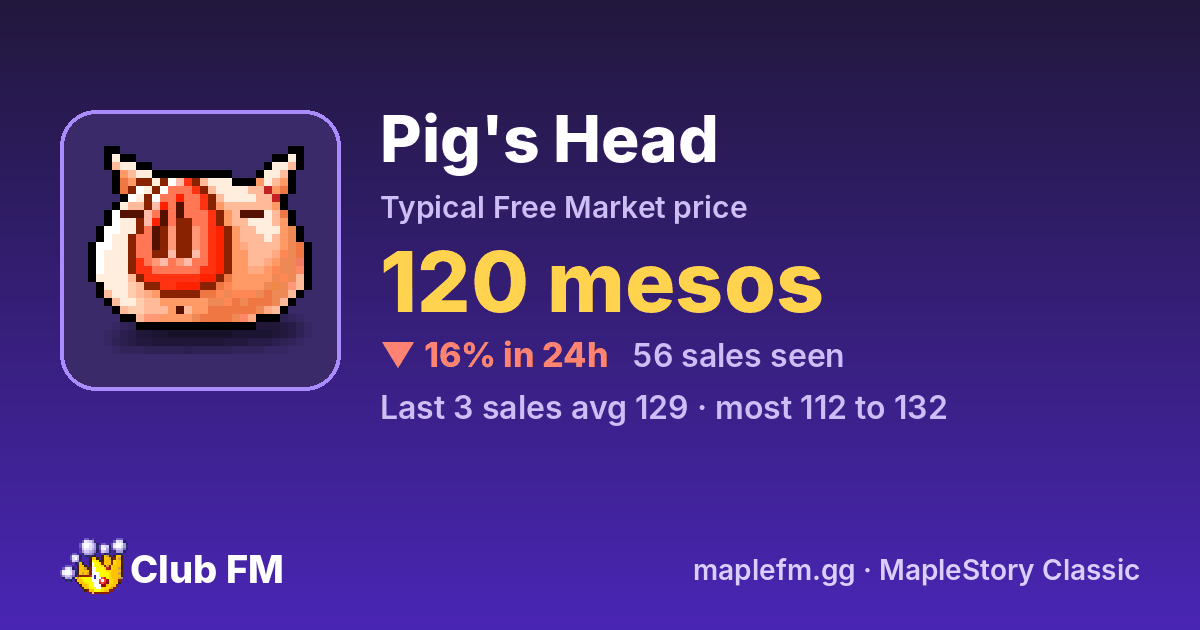 Pig's Head
Typical Free Market price
120 mesos
▼ 16% in 24h 56 sales seen
Last 3 sales avg 129 · most 112 to 132
Club FM
maplefm.gg · MapleStory Classic